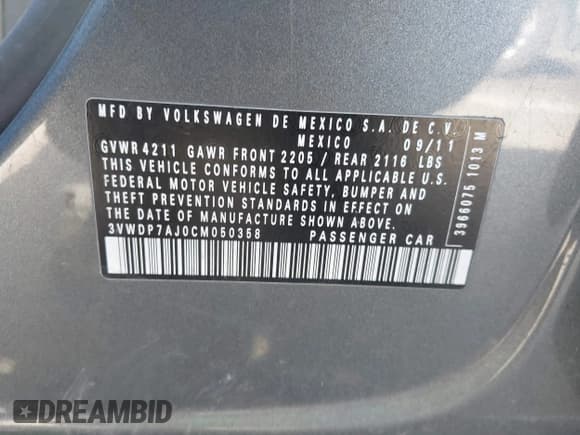 MFD BY VOLKSWAGEN DE MEXICO S.A. DE C.V.
MEXICO 09/11
GVWR 4211 GAWR FRONT 2205 / REAR 2116 LBS
THIS VEHICLE CONFORMS TO ALL APPLICABLE U.S.
FEDERAL MOTOR VEHICLE SAFETY, BUMPER AND
THEFT PREVENTION STANDARDS IN EFFECT ON
THE DATE OF MANUFACTURE SHOWN ABOVE.
3VWDP7AJ0CM050358 PASSENGER CAR
3966075 1013 M
DREAMBID